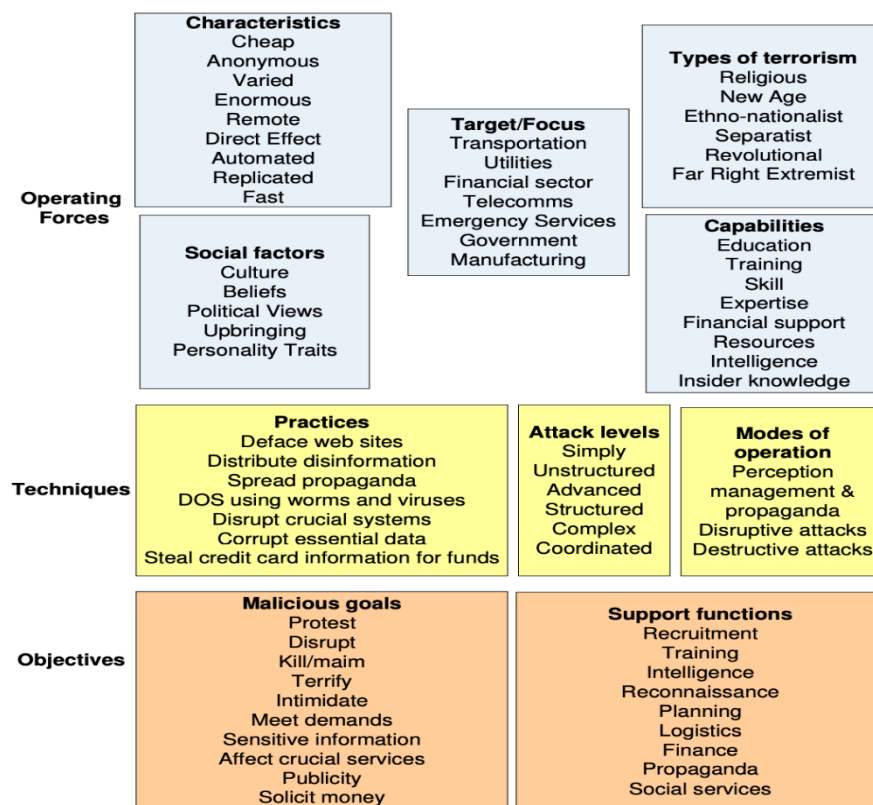 Operating
Forces
Characteristics
Cheap
Anonymous
Varied
Enormous
Remote
Direct Effect
Automated
Replicated
Fast
Social factors
Culture
Beliefs
Political Views
Upbringing
Personality Traits
Target/Focus
Transportation
Utilities
Financial sector
Telecomms
Emergency Services
Government
Manufacturing
Types of terrorism
Religious
New Age
Ethno-nationalist
Separatist
Revolutional
Far Right Extremist
Capabilities
Education
Training
Skill
Expertise
Financial support
Resources
Intelligence
Insider knowledge
Techniques
Practices
Deface web sites
Distribute disinformation
Spread propaganda
DOS using worms and viruses
Disrupt crucial systems
Corrupt essential data
Steal credit card information for funds
Attack levels
Simply
Unstructured
Advanced
Structured
Complex
Coordinated
Modes of
operation
Perception
management &
propaganda
Disruptive attacks
Destructive attacks
Objectives
Malicious goals
Protest
Disrupt
Kill/maim
Terrify
Intimidate
Meet demands
Sensitive information
Affect crucial services
Publicity
Solicit money
Support functions
Recruitment
Training
Intelligence
Reconnaissance
Planning
Logistics
Finance
Propaganda
Social services